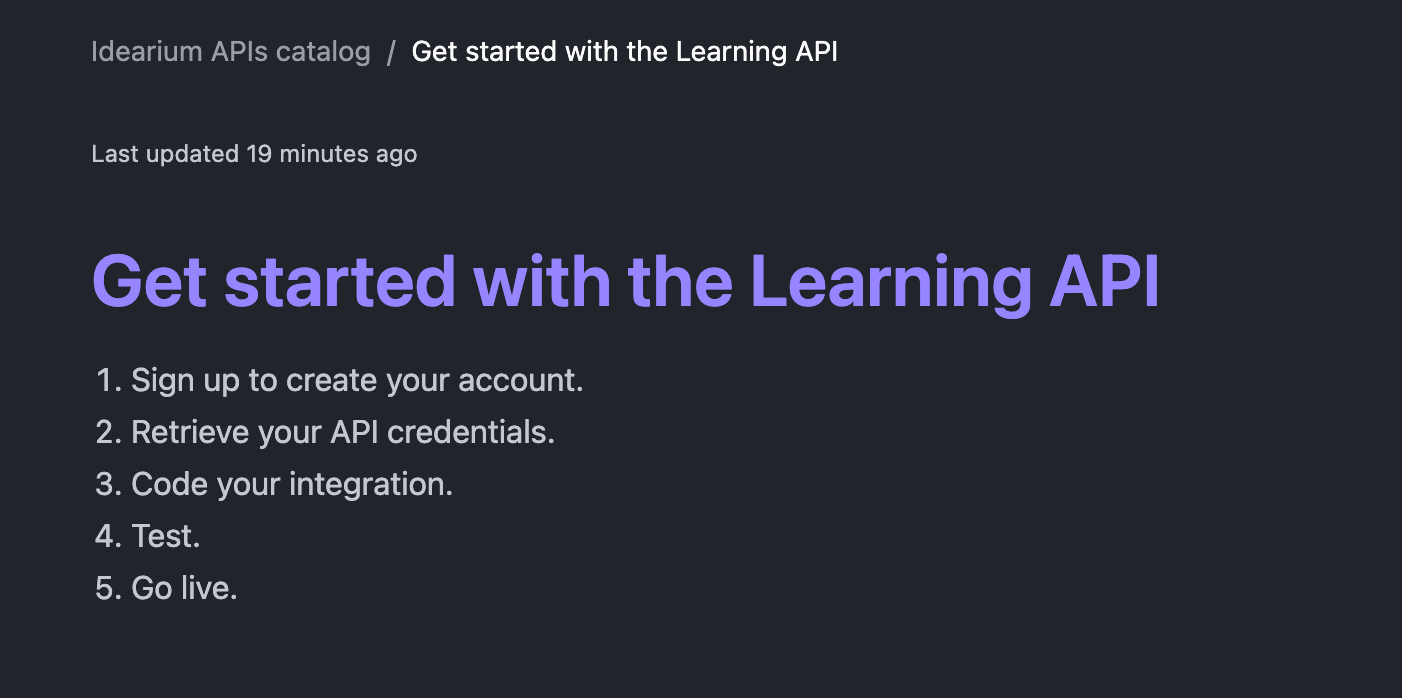 Idearium APIs catalog / Get started with the Learning API
Last updated 19 minutes ago
Get started with the Learning API
1. Sign up to create your account.
2. Retrieve your API credentials.
3. Code your integration.
4. Test.
5. Go live.